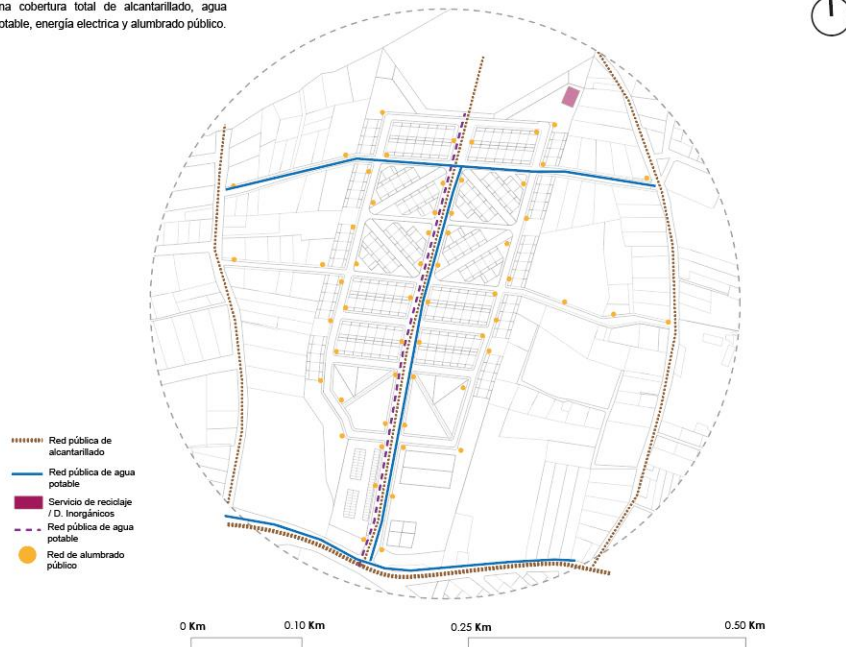 cobertura total de alcantarillado, agua
energía electrica y alumbrado público.
Red pública de
alcantarillado
Red pública de agua
potable
Servicio de reciclaje
/ D. Inorgánicos
Red pública de agua
potable
Red de alumbrado
público
0 Km
0.10 Km
0.25 Km
0.50 Km